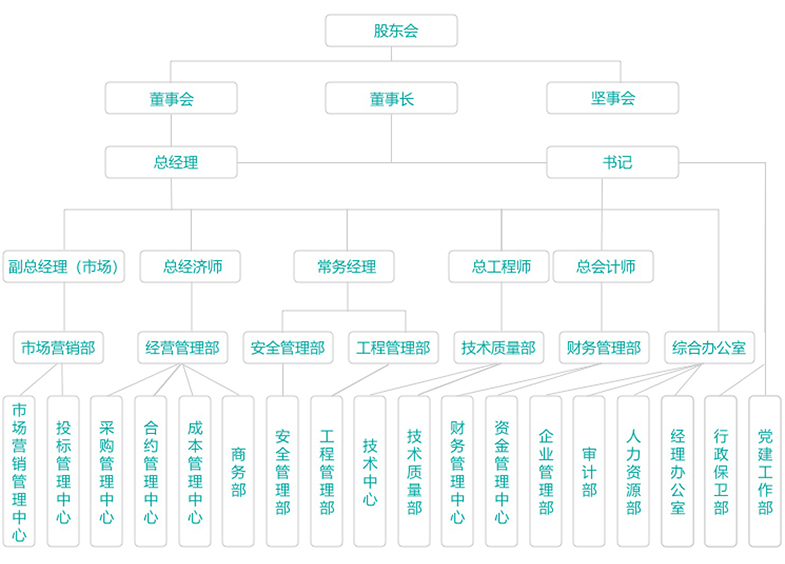 股东会
董事会
董事长
坚事会
总经理
书记
副总经理（市场）
总经济师
常务经理
总工程师
总会计师
市场营销部
经营管理部
安全管理部
工程管理部
技术质量部
财务管理部
综合办公室
市场营销管理中心
投标管理中心
采购管理中心
合约管理中心
成本管理中心
商务部
安全管理部
工程管理部
技术中心
技术质量部
财务管理中心
资金管理中心
企业管理部
审计部
人力资源部
经理办公室
行政保卫部
党建工作部